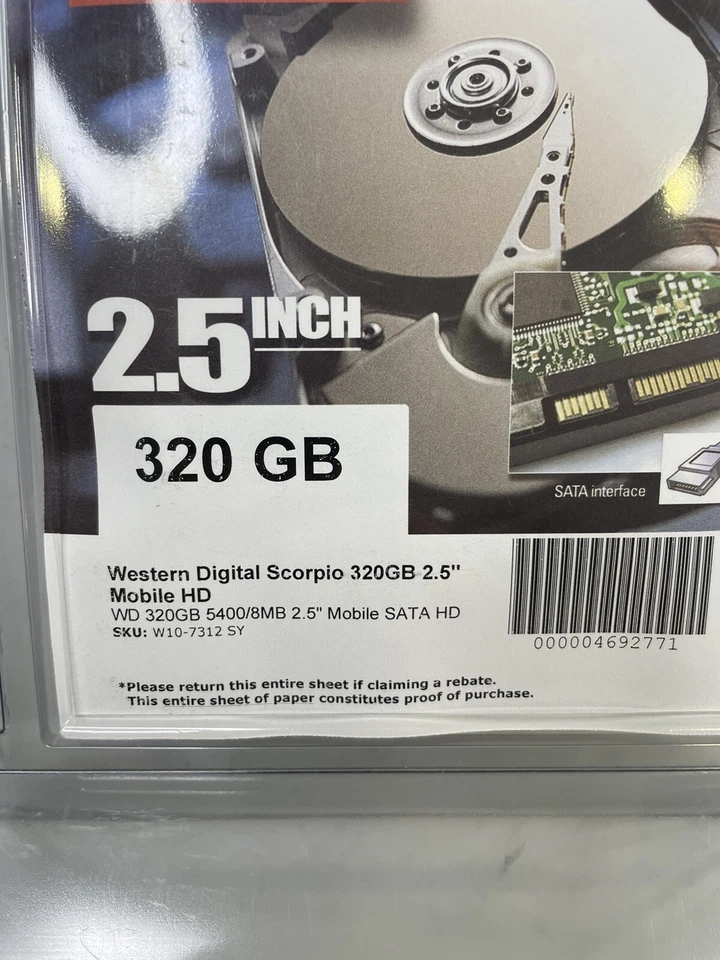 2.5 INCH
320 GB
SATA interface
Western Digital Scorpio 320GB 2.5"
Mobile HD
WD 320GB 5400/8MB 2.5" Mobile SATA HD
SKU: W10-7312 SY
000004692771
*Please return this entire sheet if claiming a rebate.
This entire sheet of paper constitutes proof of purchase.